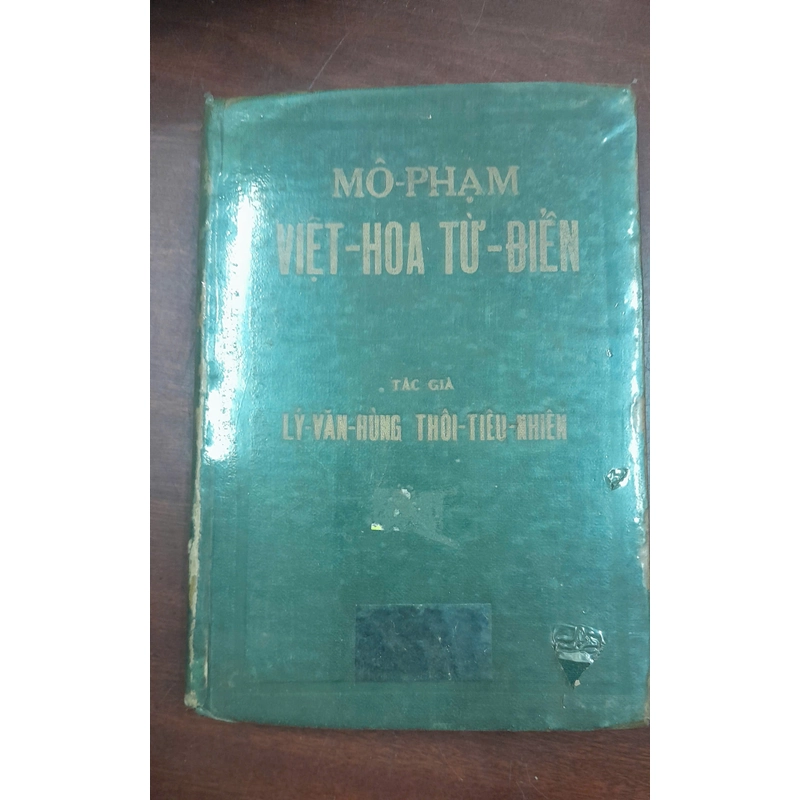 MÔ-PHẠM
VIỆT-HOA TỪ-ĐIỂN
TÁC GIẢ
LÝ-VĂN-HÙNG THÔI-TIÊU-NHIÊN